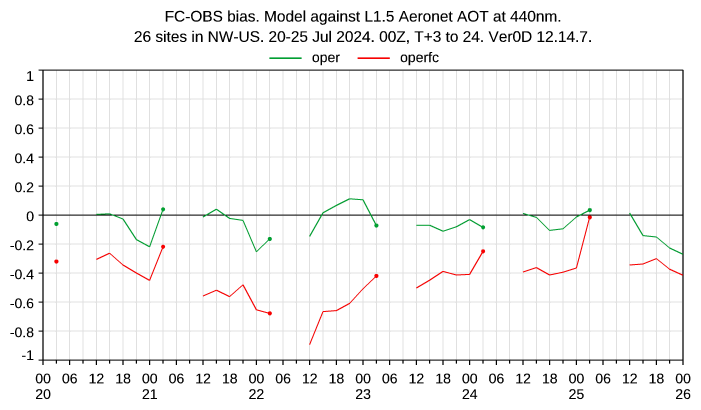 FC-OBS bias. Model against L1.5 Aeronet AOT at 440nm.
26 sites in NW-US. 20-25 Jul 2024. 00Z, T+3 to 24. Ver0D 12.14.7.
oper operfc
1
0.8
0.6
0.4
0.2
0
-0.2
-0.4
-0.6
-0.8
-1
00 06 12 18 00 06 12 18 00 06 12 18 00 06 12 18 00 06 12 18 00 06 12 18 00
20 21 22 23 24 25 26